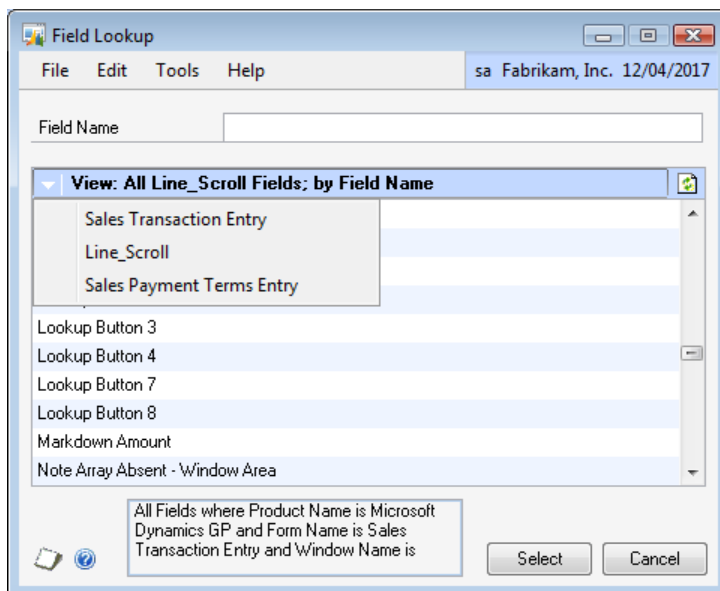 Field Lookup
File Edit Tools Help sa Fabrikam, Inc. 12/04/2017
Field Name
View: All Line_Scroll Fields; by Field Name
Sales Transaction Entry
Line_Scroll
Sales Payment Terms Entry
Lookup Button 3
Lookup Button 4
Lookup Button 7
Lookup Button 8
Markdown Amount
Note Array Absent - Window Area
All Fields where Product Name is Microsoft
Dynamics GP and Form Name is Sales
Transaction Entry and Window Name is
Select Cancel